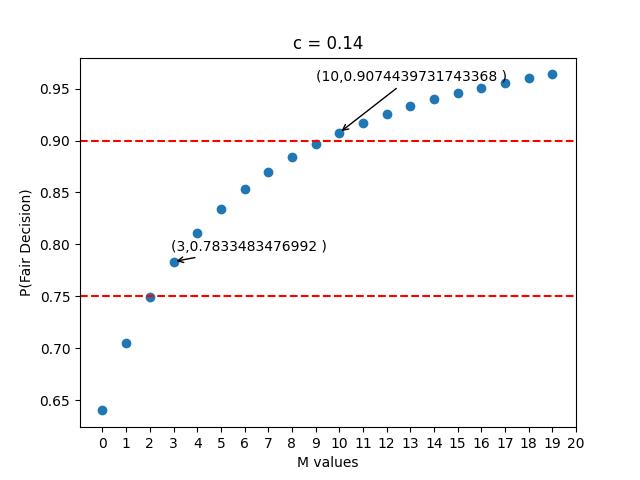 c = 0.14
(10,0.9074439731743368 )
(3,0.7833483476992 )
P(Fair Decision)
0.95
0.90
0.85
0.80
0.75
0.70
0.65
0 1 2 3 4 5 6 7 8 9 10 11 12 13 14 15 16 17 18 19 20
M values